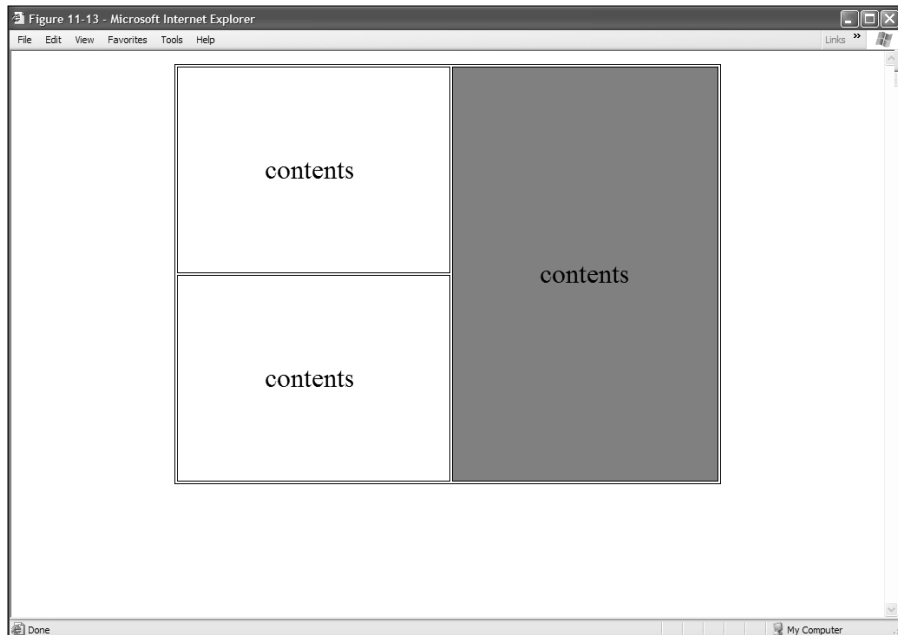 Figure 11-13 - Microsoft Internet Explorer
File Edit View Favorites Tools Help
Links »
contents
contents
contents
Done
My Computer